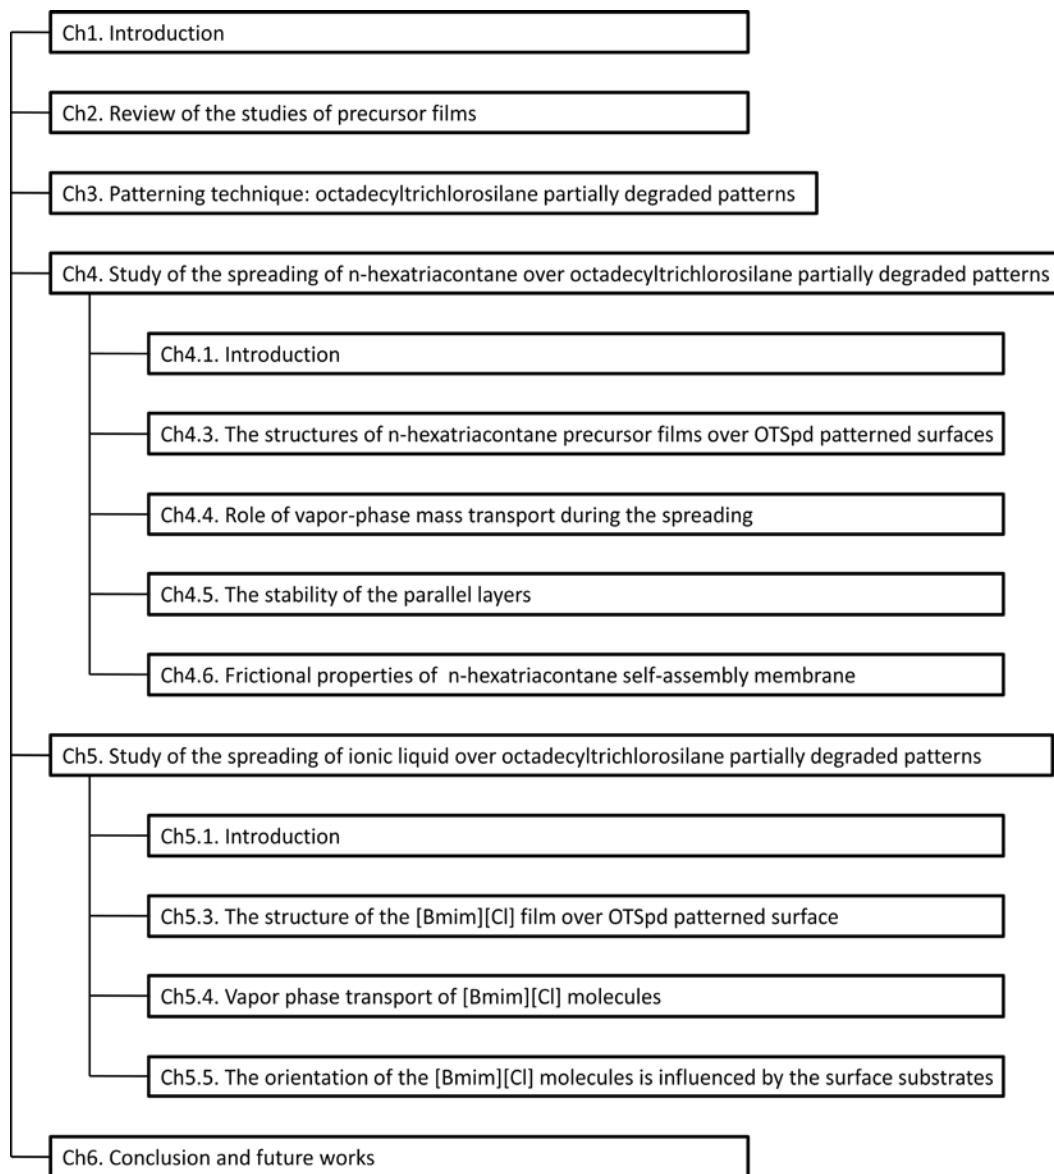 Ch1. Introduction
Ch2. Review of the studies of precursor films
Ch3. Patterning technique: octadecyltrichlorosilane partially degraded patterns
Ch4. Study of the spreading of n-hexatriacontane over octadecyltrichlorosilane partially degraded patterns
Ch4.1. Introduction
Ch4.3. The structures of n-hexatriacontane precursor films over OTSpd patterned surfaces
Ch4.4. Role of vapor-phase mass transport during the spreading
Ch4.5. The stability of the parallel layers
Ch4.6. Frictional properties of n-hexatriacontane self-assembly membrane
Ch5. Study of the spreading of ionic liquid over octadecyltrichlorosilane partially degraded patterns
Ch5.1. Introduction
Ch5.3. The structure of the [Bmim][Cl] film over OTSpd patterned surface
Ch5.4. Vapor phase transport of [Bmim][Cl] molecules
Ch5.5. The orientation of the [Bmim][Cl] molecules is influenced by the surface substrates
Ch6. Conclusion and future works